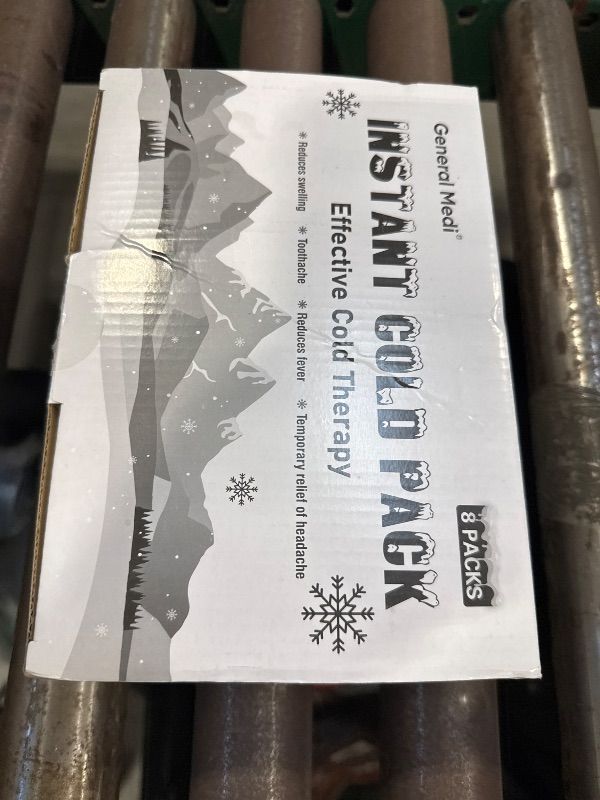 General Medi®
8 PACKS
INSTANT COLD PACK
Effective Cold Therapy
* Reduces swelling * Toothache * Reduces fever * Temporary relief of headache